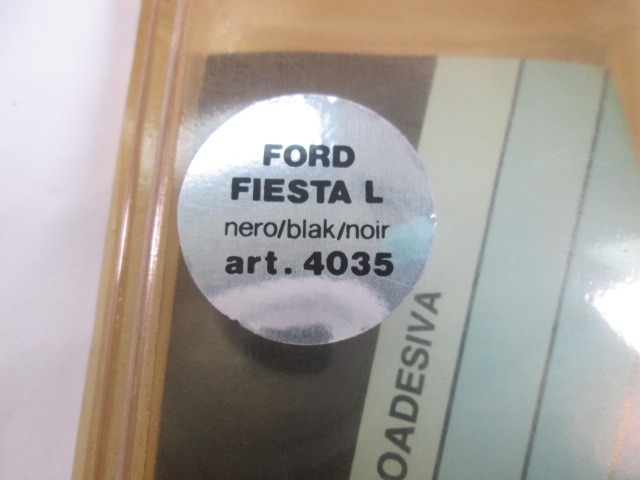 FORD
FIESTA L
nero/blak/noir
art. 4035
OADESIVA